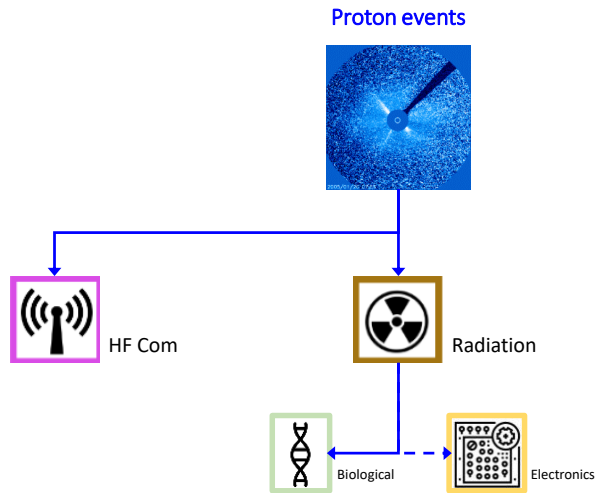 Proton events
HF Com
Radiation
Biological
Electronics